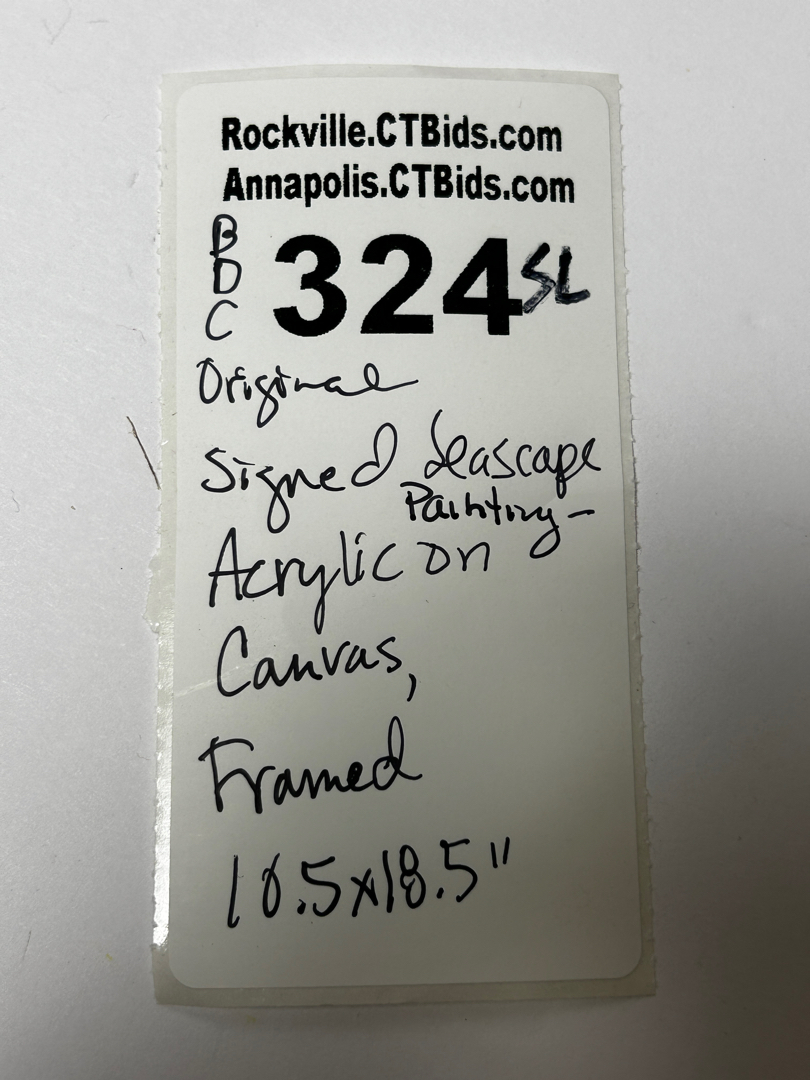 Rockville.CTBids.com
Annapolis.CTBids.com
B
D
C
324 SL
Original
Signed Seascape
Painting -
Acrylic on
Canvas,
Framed
10.5x18.5"